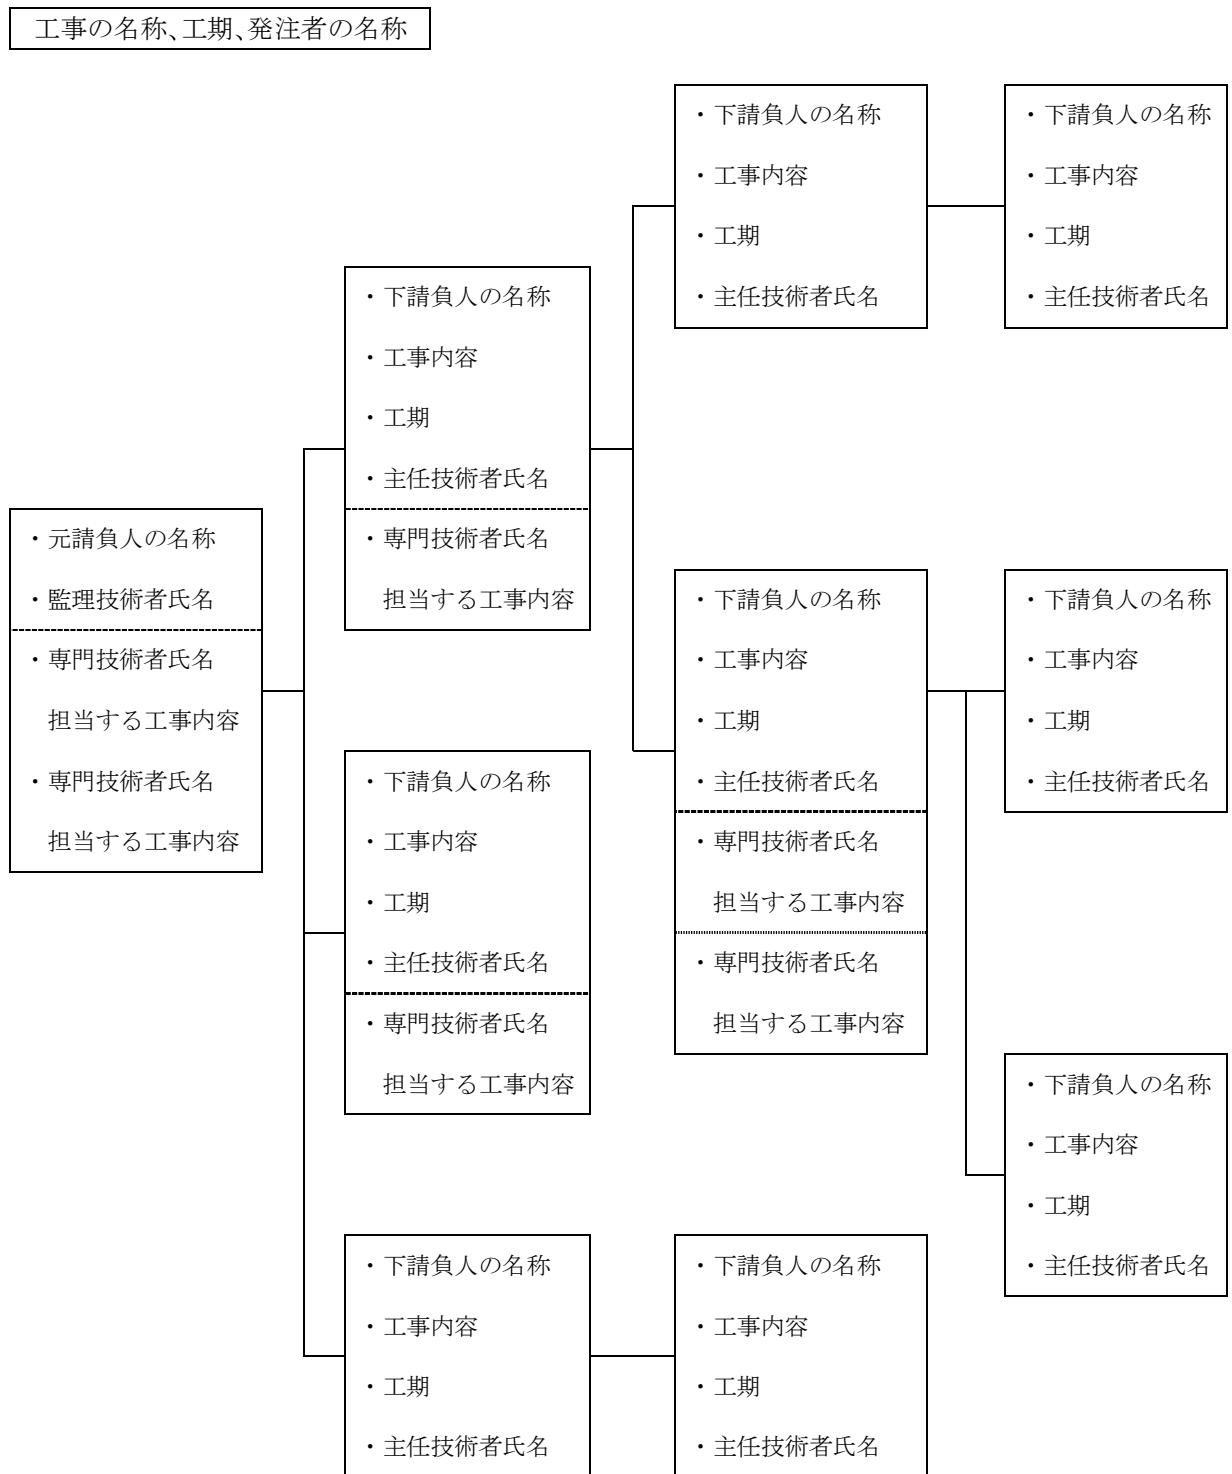 工事の名称、工期、発注者の名称
・元請負人の名称
・監理技術者氏名
・専門技術者氏名
担当する工事内容
・専門技術者氏名
担当する工事内容
・下請負人の名称
・工事内容
・工期
・主任技術者氏名
・専門技術者氏名
担当する工事内容
・下請負人の名称
・工事内容
・工期
・主任技術者氏名
・専門技術者氏名
担当する工事内容
・下請負人の名称
・工事内容
・工期
・主任技術者氏名
・下請負人の名称
・工事内容
・工期
・主任技術者氏名
・下請負人の名称
・工事内容
・工期
・主任技術者氏名
・専門技術者氏名
担当する工事内容
・専門技術者氏名
担当する工事内容
・下請負人の名称
・工事内容
・工期
・主任技術者氏名
・下請負人の名称
・工事内容
・工期
・主任技術者氏名
・下請負人の名称
・工事内容
・工期
・主任技術者氏名
・下請負人の名称
・工事内容
・工期
・主任技術者氏名